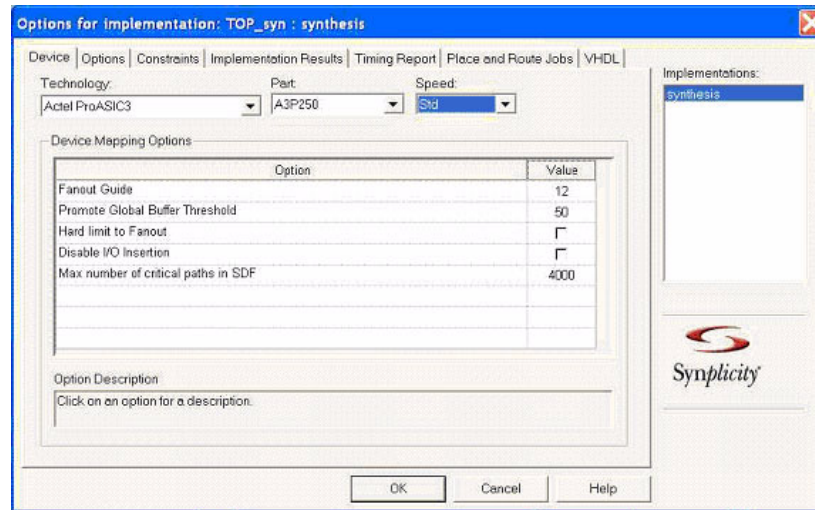 Options for implementation: TOP_syn : synthesis
Device Options Constraints Implementation Results Timing Report Place and Route Jobs VHDL
Technology: Part: Speed:
Actel ProASIC3 A3P250 Std
Implementations:
synthesis
Device Mapping Options
Option Value
Fanout Guide 12
Promote Global Buffer Threshold 50
Hard limit to Fanout
Disable I/O Insertion
Max number of critical paths in SDF 4000
Synplicity
Option Description
Click on an option for a description.
OK Cancel Help